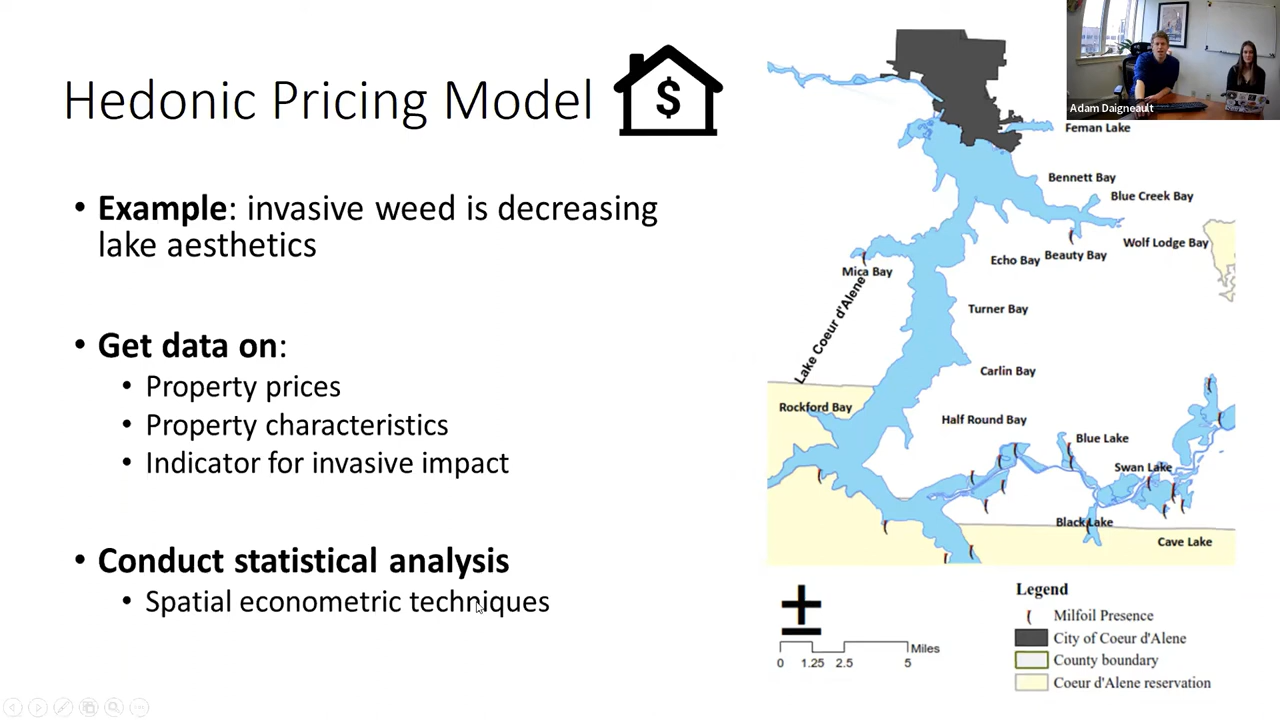 Hedonic Pricing Model
$
• Example: invasive weed is decreasing
lake aesthetics
• Get data on:
• Property prices
• Property characteristics
• Indicator for invasive impact
• Conduct statistical analysis
• Spatial econometric techniques
Adam Daigneault
Fernan Lake
Bennett Bay
Blue Creek Bay
Wolf Lodge Bay
Beauty Bay
Echo Bay
Mica Bay
Lake Coeur d'Alene
Turner Bay
Carlin Bay
Rockford Bay
Half Round Bay
Blue Lake
Swan Lake
Black Lake
Cave Lake
Miles
0 1.25 2.5 5
Legend
Milfoil Presence
City of Coeur d'Alene
County boundary
Coeur d'Alene reservation